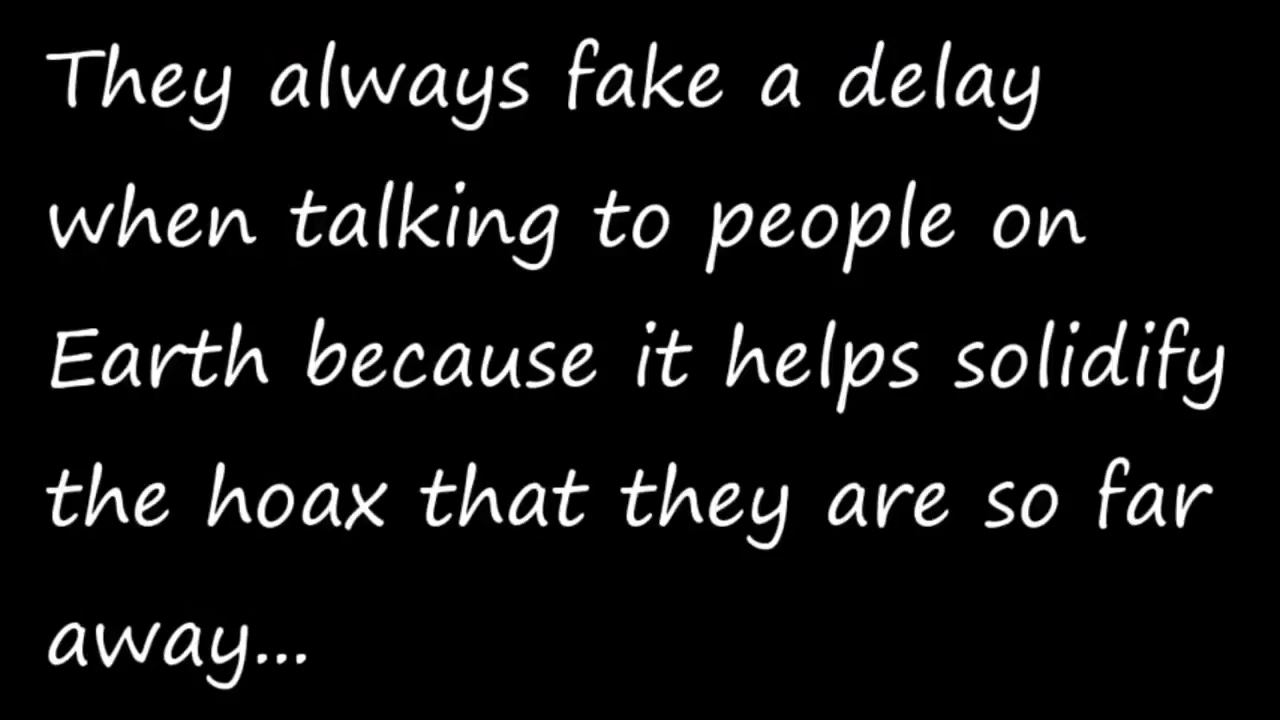 They always fake a delay
when talking to people on
Earth because it helps solidify
the hoax that they are so far
away...